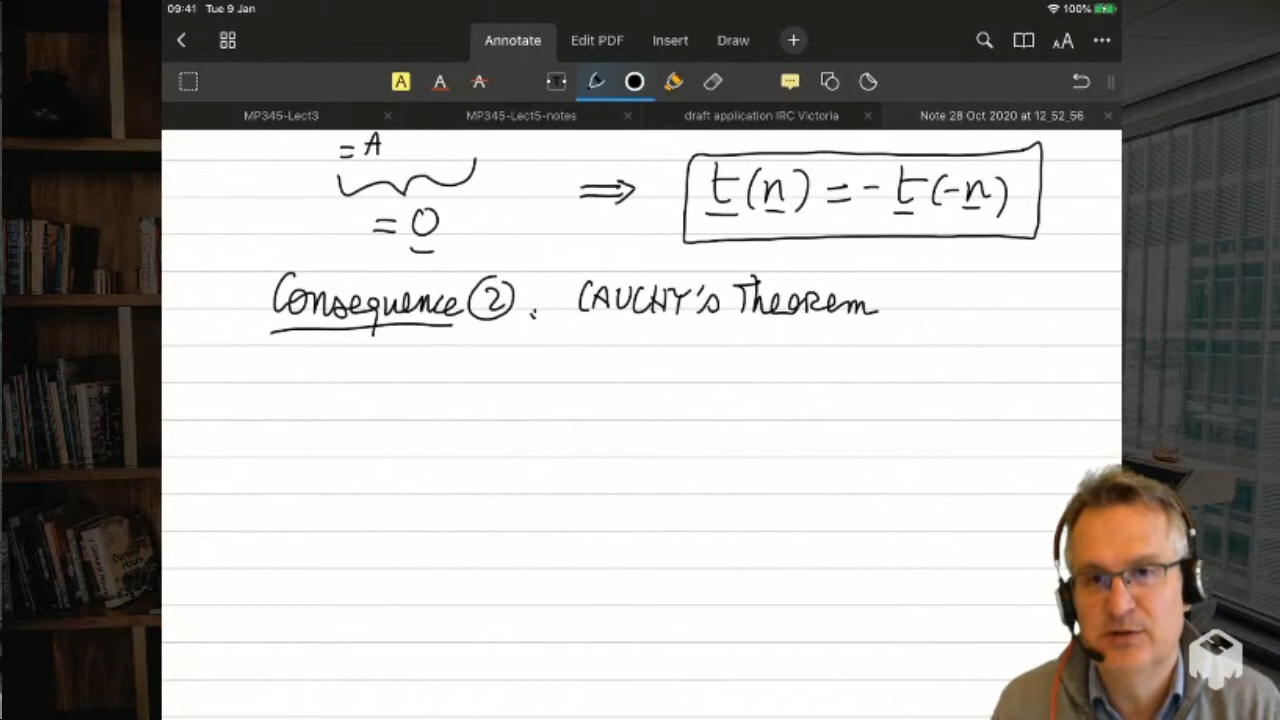 09:41 Tue 9 Jan 100%
Annotate Edit PDF Insert Draw +
A A A T
MP345-Lect3 × MP345-Lect5-notes × draft application IRC Victoria × Note 28 Oct 2020 at 12_52_56 ×
= A
= 0 ⟹ t(n) = - t(-n)
Consequence ②. CAUCHY's Theorem